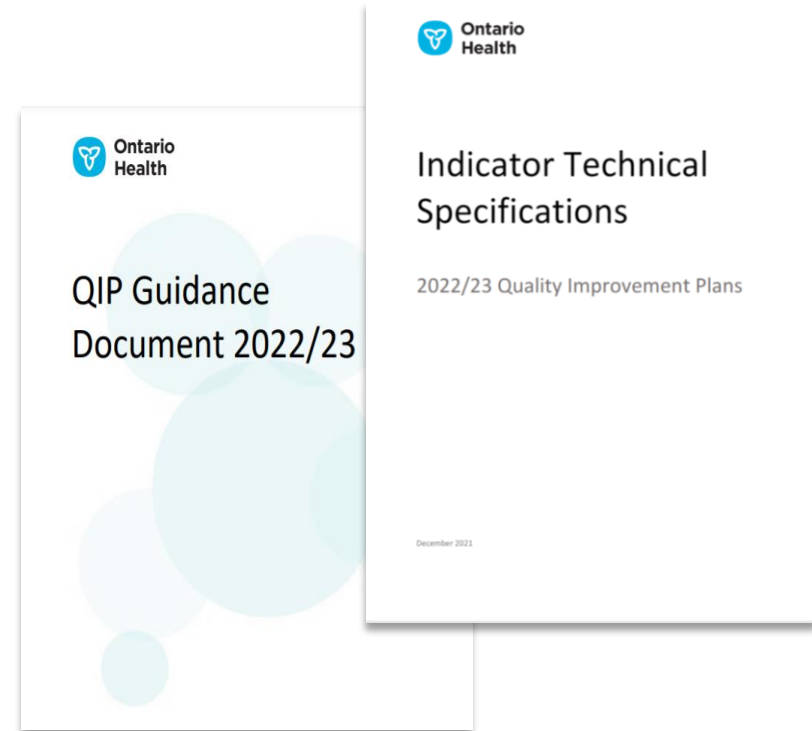 Ontario
Health
QIP Guidance
Document 2022/23
Ontario
Health
Indicator Technical
Specifications
2022/23 Quality Improvement Plans
December 2021